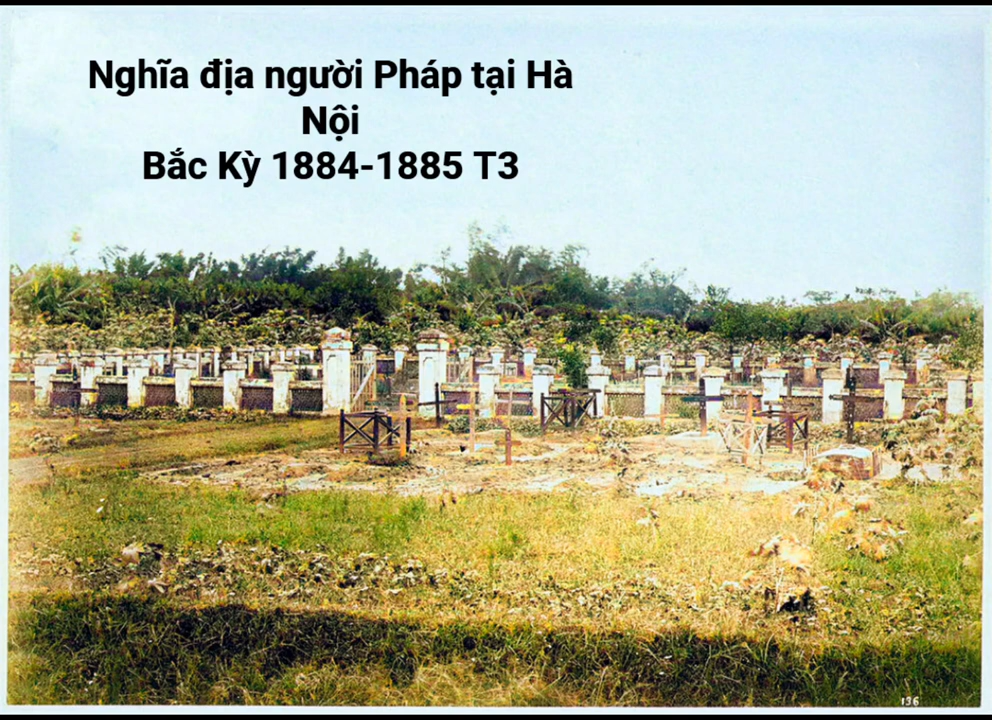 Nghĩa địa người Pháp tại Hà
Nội
Bắc Kỳ 1884-1885 T3
136